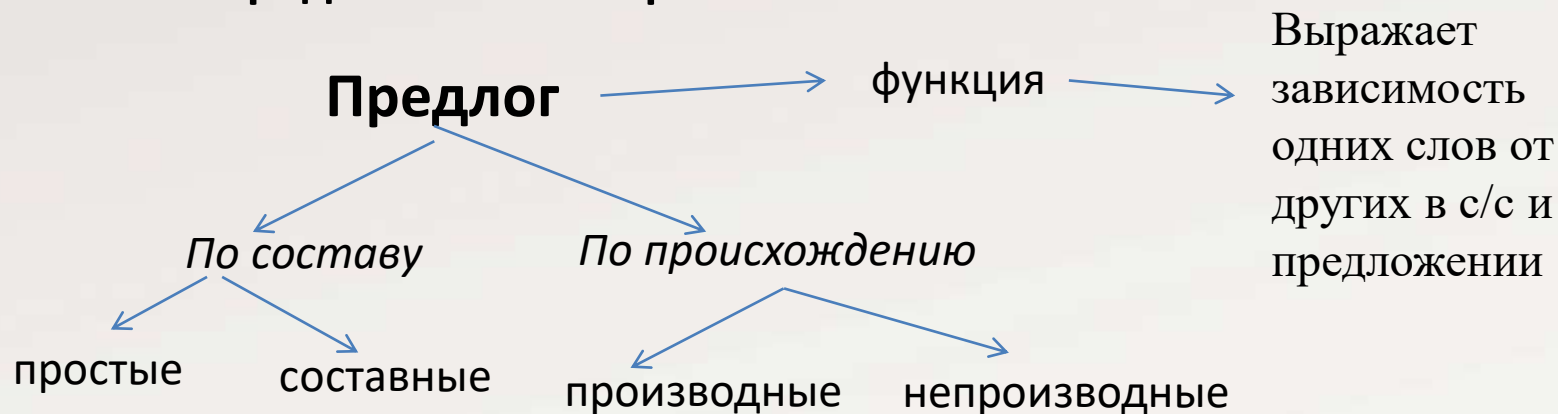 Предлог
функция
Выражает
зависимость
одних слов от
других в с/с и
предложении
По составу
По происхождению
простые
составные
производные
непроизводные